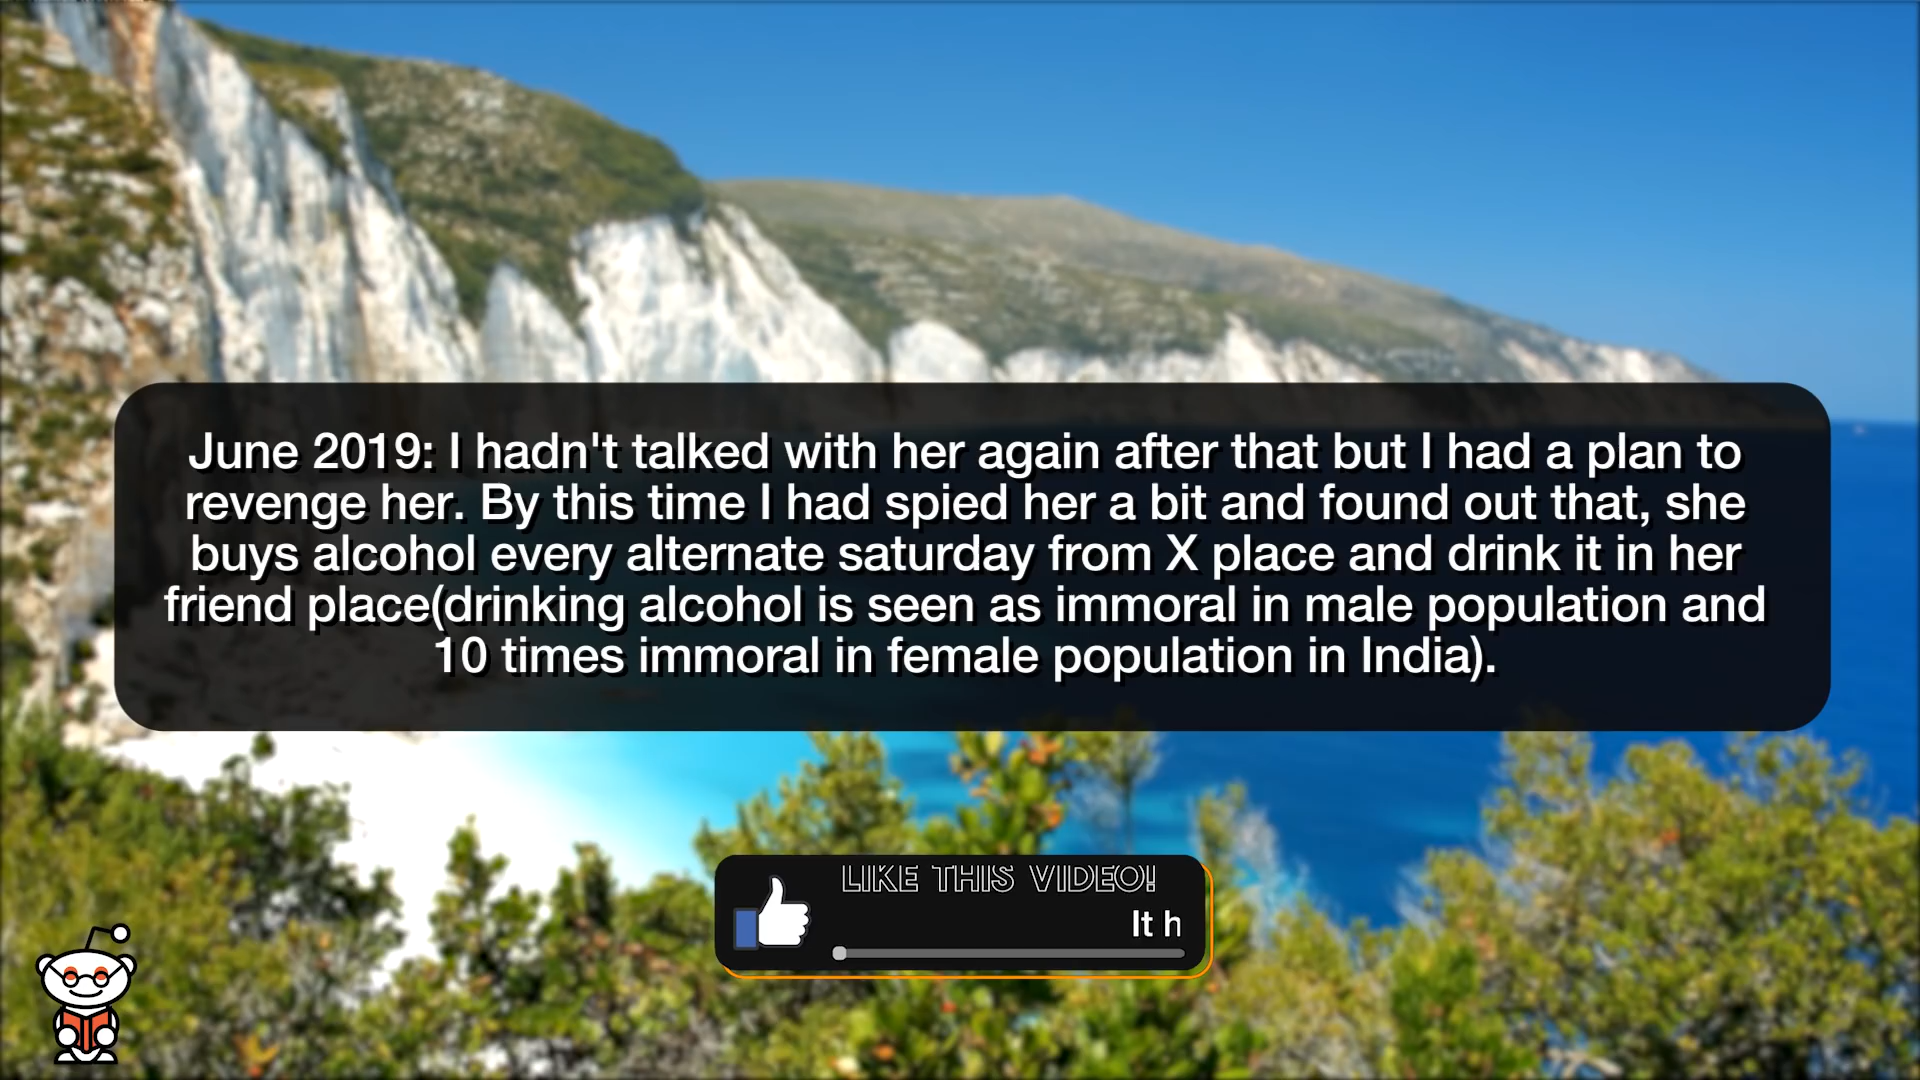 June 2019: I hadn't talked with her again after that but I had a plan to
revenge her. By this time I had spied her a bit and found out that, she
buys alcohol every alternate saturday from X place and drink it in her
friend place(drinking alcohol is seen as immoral in male population and
10 times immoral in female population in India).
LIKE THIS VIDEO!
It h